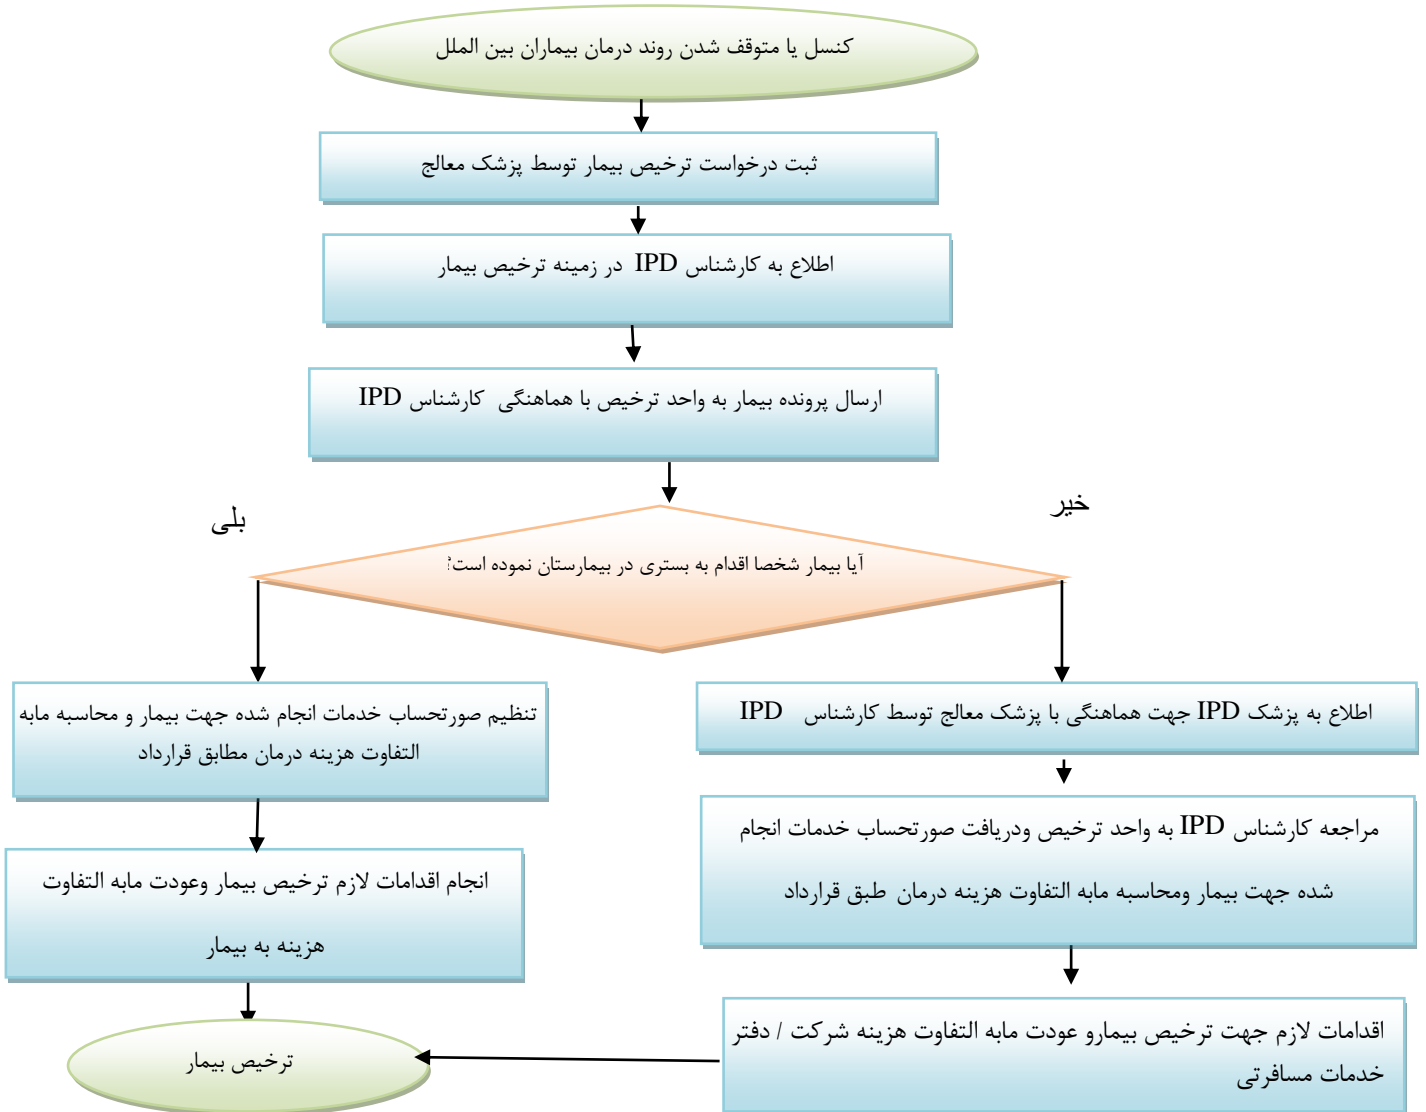 کنسل یا متوقف شدن روند درمان بیماران بین الملل
ثبت درخواست ترخیص بیمار توسط پزشک معالج
اطلاع به کارشناس IPD در زمینه ترخیص بیمار
ارسال پرونده بیمار به واحد ترخیص با هماهنگی کارشناس IPD
خیر
بلی
آیا بیمار شخصا اقدام به بستری در بیمارستان نموده است؟
اطلاع به پزشک IPD جهت هماهنگی با پزشک معالج توسط کارشناس IPD
مراجعه کارشناس IPD به واحد ترخیص ودریافت صورتحساب خدمات انجام
شده جهت بیمار ومحاسبه مابه التفاوت هزینه درمان طبق قرارداد
اقدامات لازم جهت ترخیص بیمارو عودت مابه التفاوت هزینه شرکت / دفتر
خدمات مسافرتی
تنظیم صورتحساب خدمات انجام شده جهت بیمار و محاسبه مابه
التفاوت هزینه درمان مطابق قرارداد
انجام اقدامات لازم ترخیص بیمار وعودت مابه التفاوت
هزینه به بیمار
ترخیص بیمار